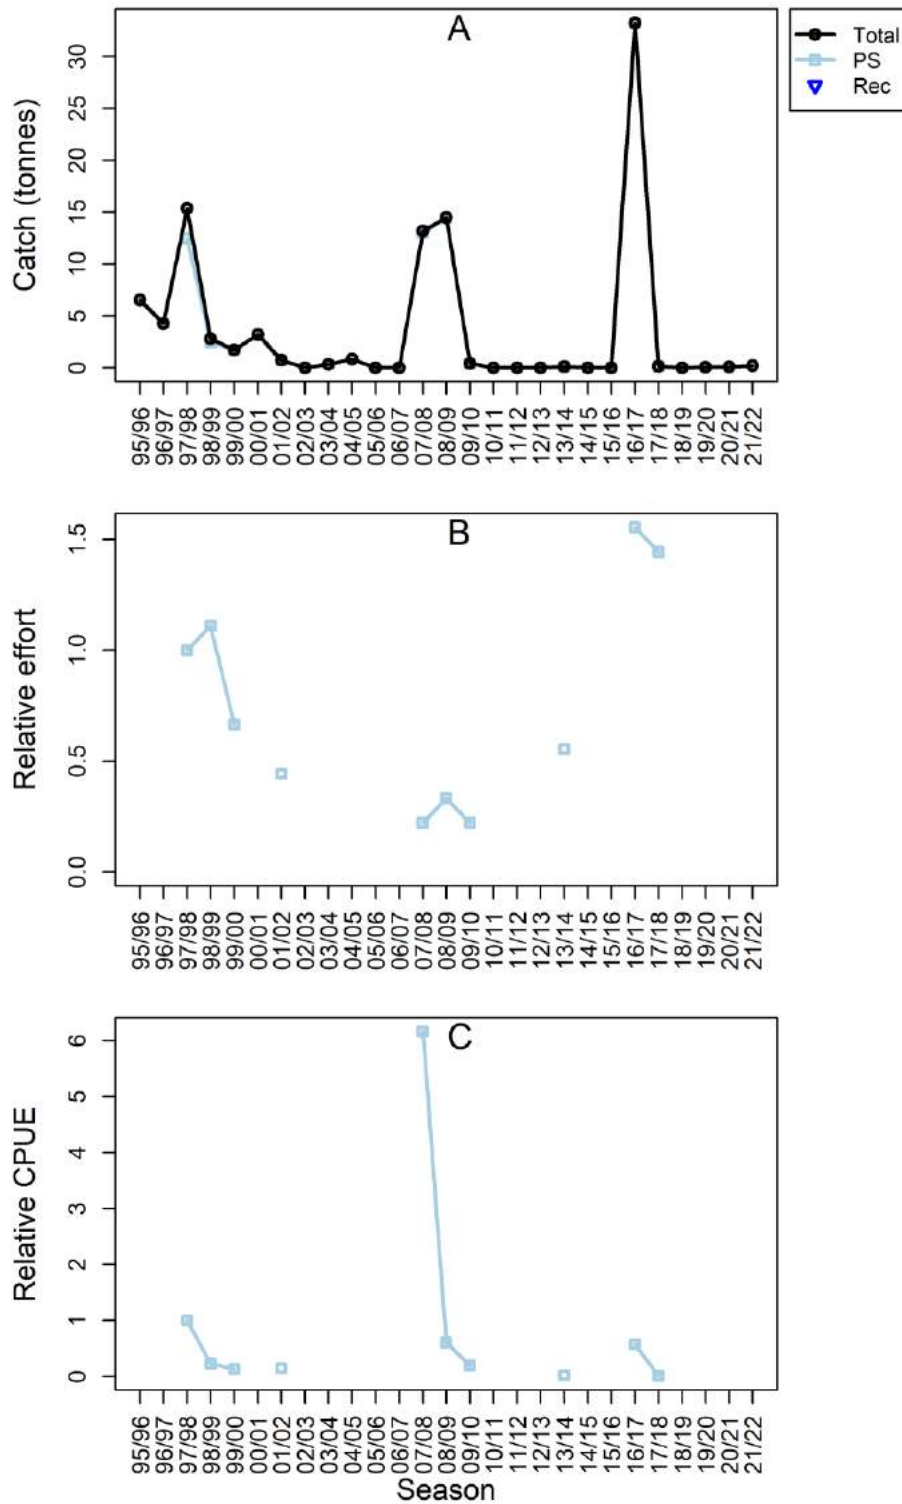 A
Total
PS
Rec
Catch (tonnes)
30
25
20
15
10
5
0
95/96 96/97 97/98 98/99 99/00 00/01 01/02 02/03 03/04 04/05 05/06 06/07 07/08 08/09 09/10 10/11 11/12 12/13 13/14 14/15 15/16 16/17 17/18 18/19 19/20 20/21 21/22
B
Relative effort
1.5
1.0
0.5
0.0
95/96 96/97 97/98 98/99 99/00 00/01 01/02 02/03 03/04 04/05 05/06 06/07 07/08 08/09 09/10 10/11 11/12 12/13 13/14 14/15 15/16 16/17 17/18 18/19 19/20 20/21 21/22
C
Relative CPUE
6
5
4
3
2
1
0
95/96 96/97 97/98 98/99 99/00 00/01 01/02 02/03 03/04 04/05 05/06 06/07 07/08 08/09 09/10 10/11 11/12 12/13 13/14 14/15 15/16 16/17 17/18 18/19 19/20 20/21 21/22
Season